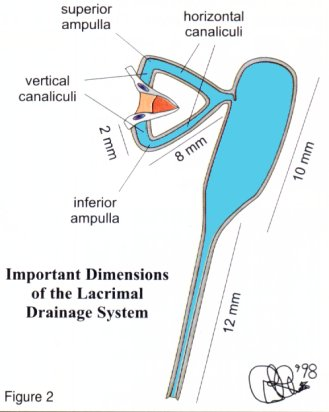 superior
ampulla
horizontal
canaliculi
vertical
canaliculi
2 mm
8 mm
10 mm
inferior
ampulla
Important Dimensions
of the Lacrimal
Drainage System
12 mm
'98
Figure 2